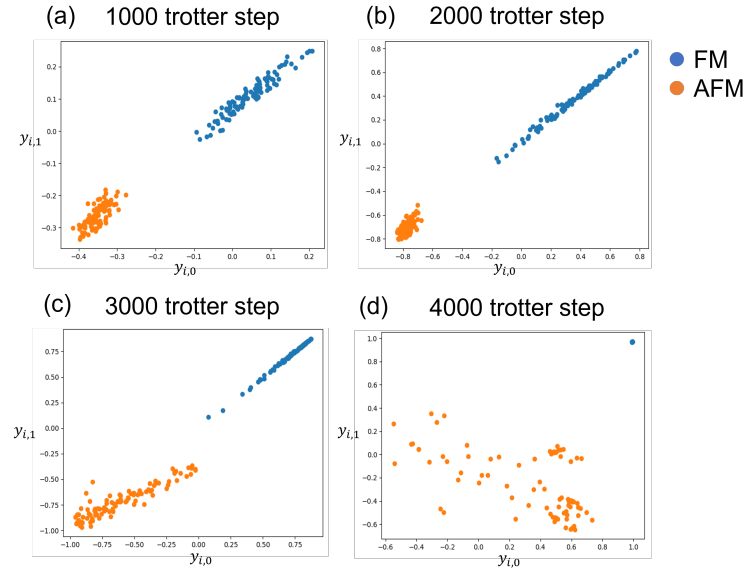 (a) 1000 trotter step
(b) 2000 trotter step
FM
AFM
0.2
0.1
0.0
−0.1
−0.2
−0.3
y_{i,1}
−0.4 −0.3 −0.2 −0.1 0.0 0.1 0.2
y_{i,0}
0.8
0.6
0.4
0.2
0.0
−0.2
−0.4
−0.6
−0.8
y_{i,1}
−0.8 −0.6 −0.4 −0.2 0.0 0.2 0.4 0.6 0.8
y_{i,0}
(c) 3000 trotter step
(d) 4000 trotter step
0.75
0.50
0.25
0.00
−0.25
−0.50
−0.75
−1.00
y_{i,1}
−1.00 −0.75 −0.50 −0.25 0.00 0.25 0.50 0.75
y_{i,0}
1.0
0.8
0.6
0.4
0.2
0.0
−0.2
−0.4
−0.6
y_{i,1}
−0.6 −0.4 −0.2 0.0 0.2 0.4 0.6 0.8 1.0
y_{i,0}